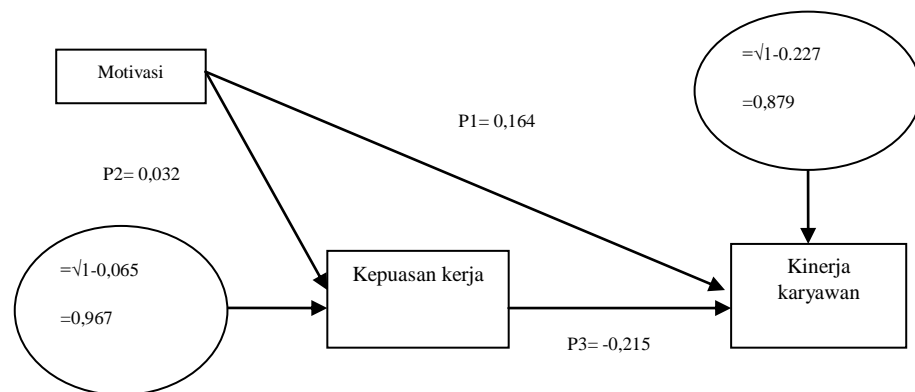 Motivasi
=√1-0.227
=0,879
P1= 0,164
P2= 0,032
=√1-0,065
=0,967
Kepuasan kerja
Kinerja
karyawan
P3= -0,215